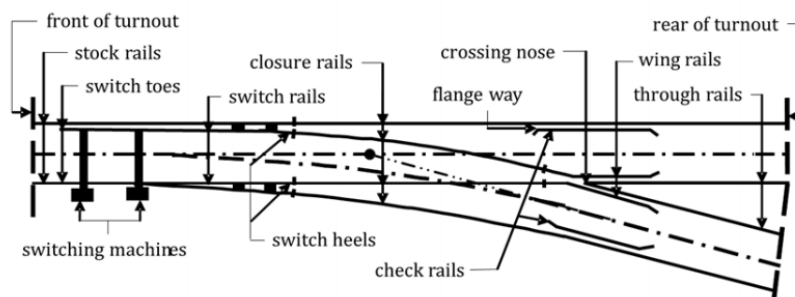 front of turnout
rear of turnout
stock rails
closure rails
crossing nose
wing rails
switch toes
switch rails
flange way
through rails
switching machines
switch heels
check rails